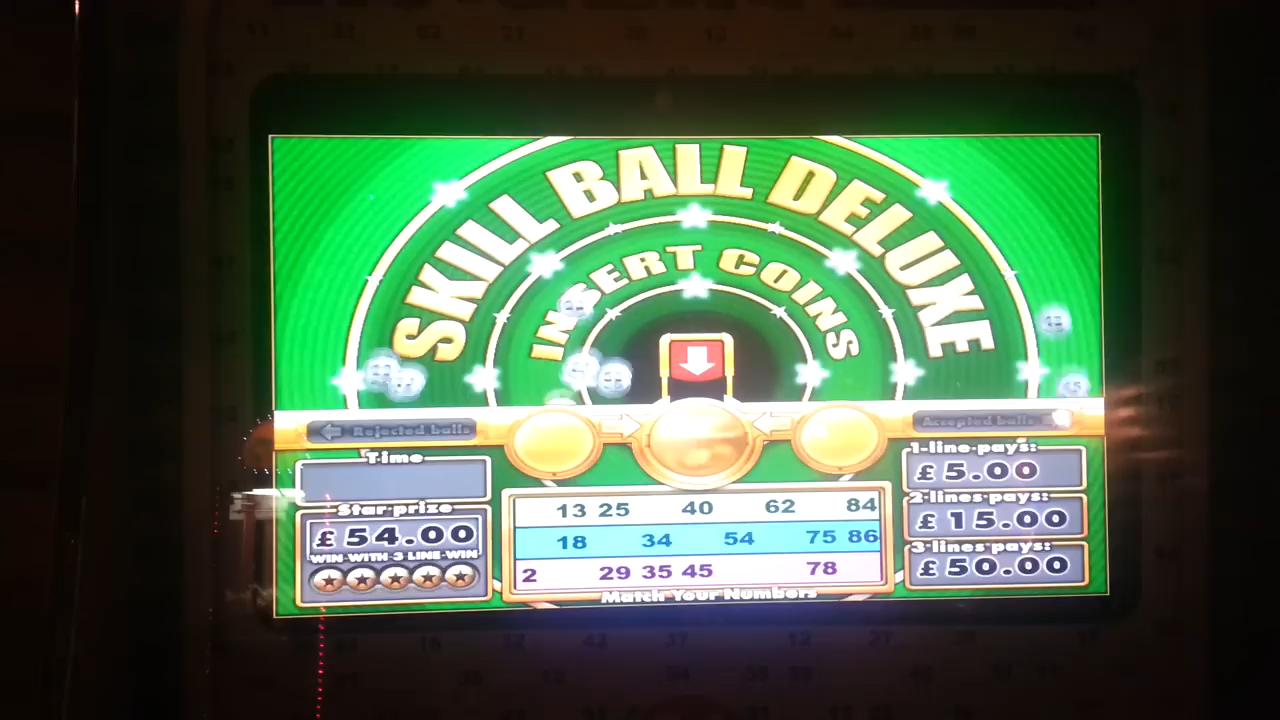 SKILL BALL DELUXE
INSERT COINS
Rejected balls
Accepted balls
Time
Star prize
£54.00
WIN WITH 3 LINE WIN
13 25 40 62 84
18 34 54 75 86
2 29 35 45 78
Match Your Numbers
1-line pays:
£5.00
2 lines pays:
£15.00
3 lines pays:
£50.00